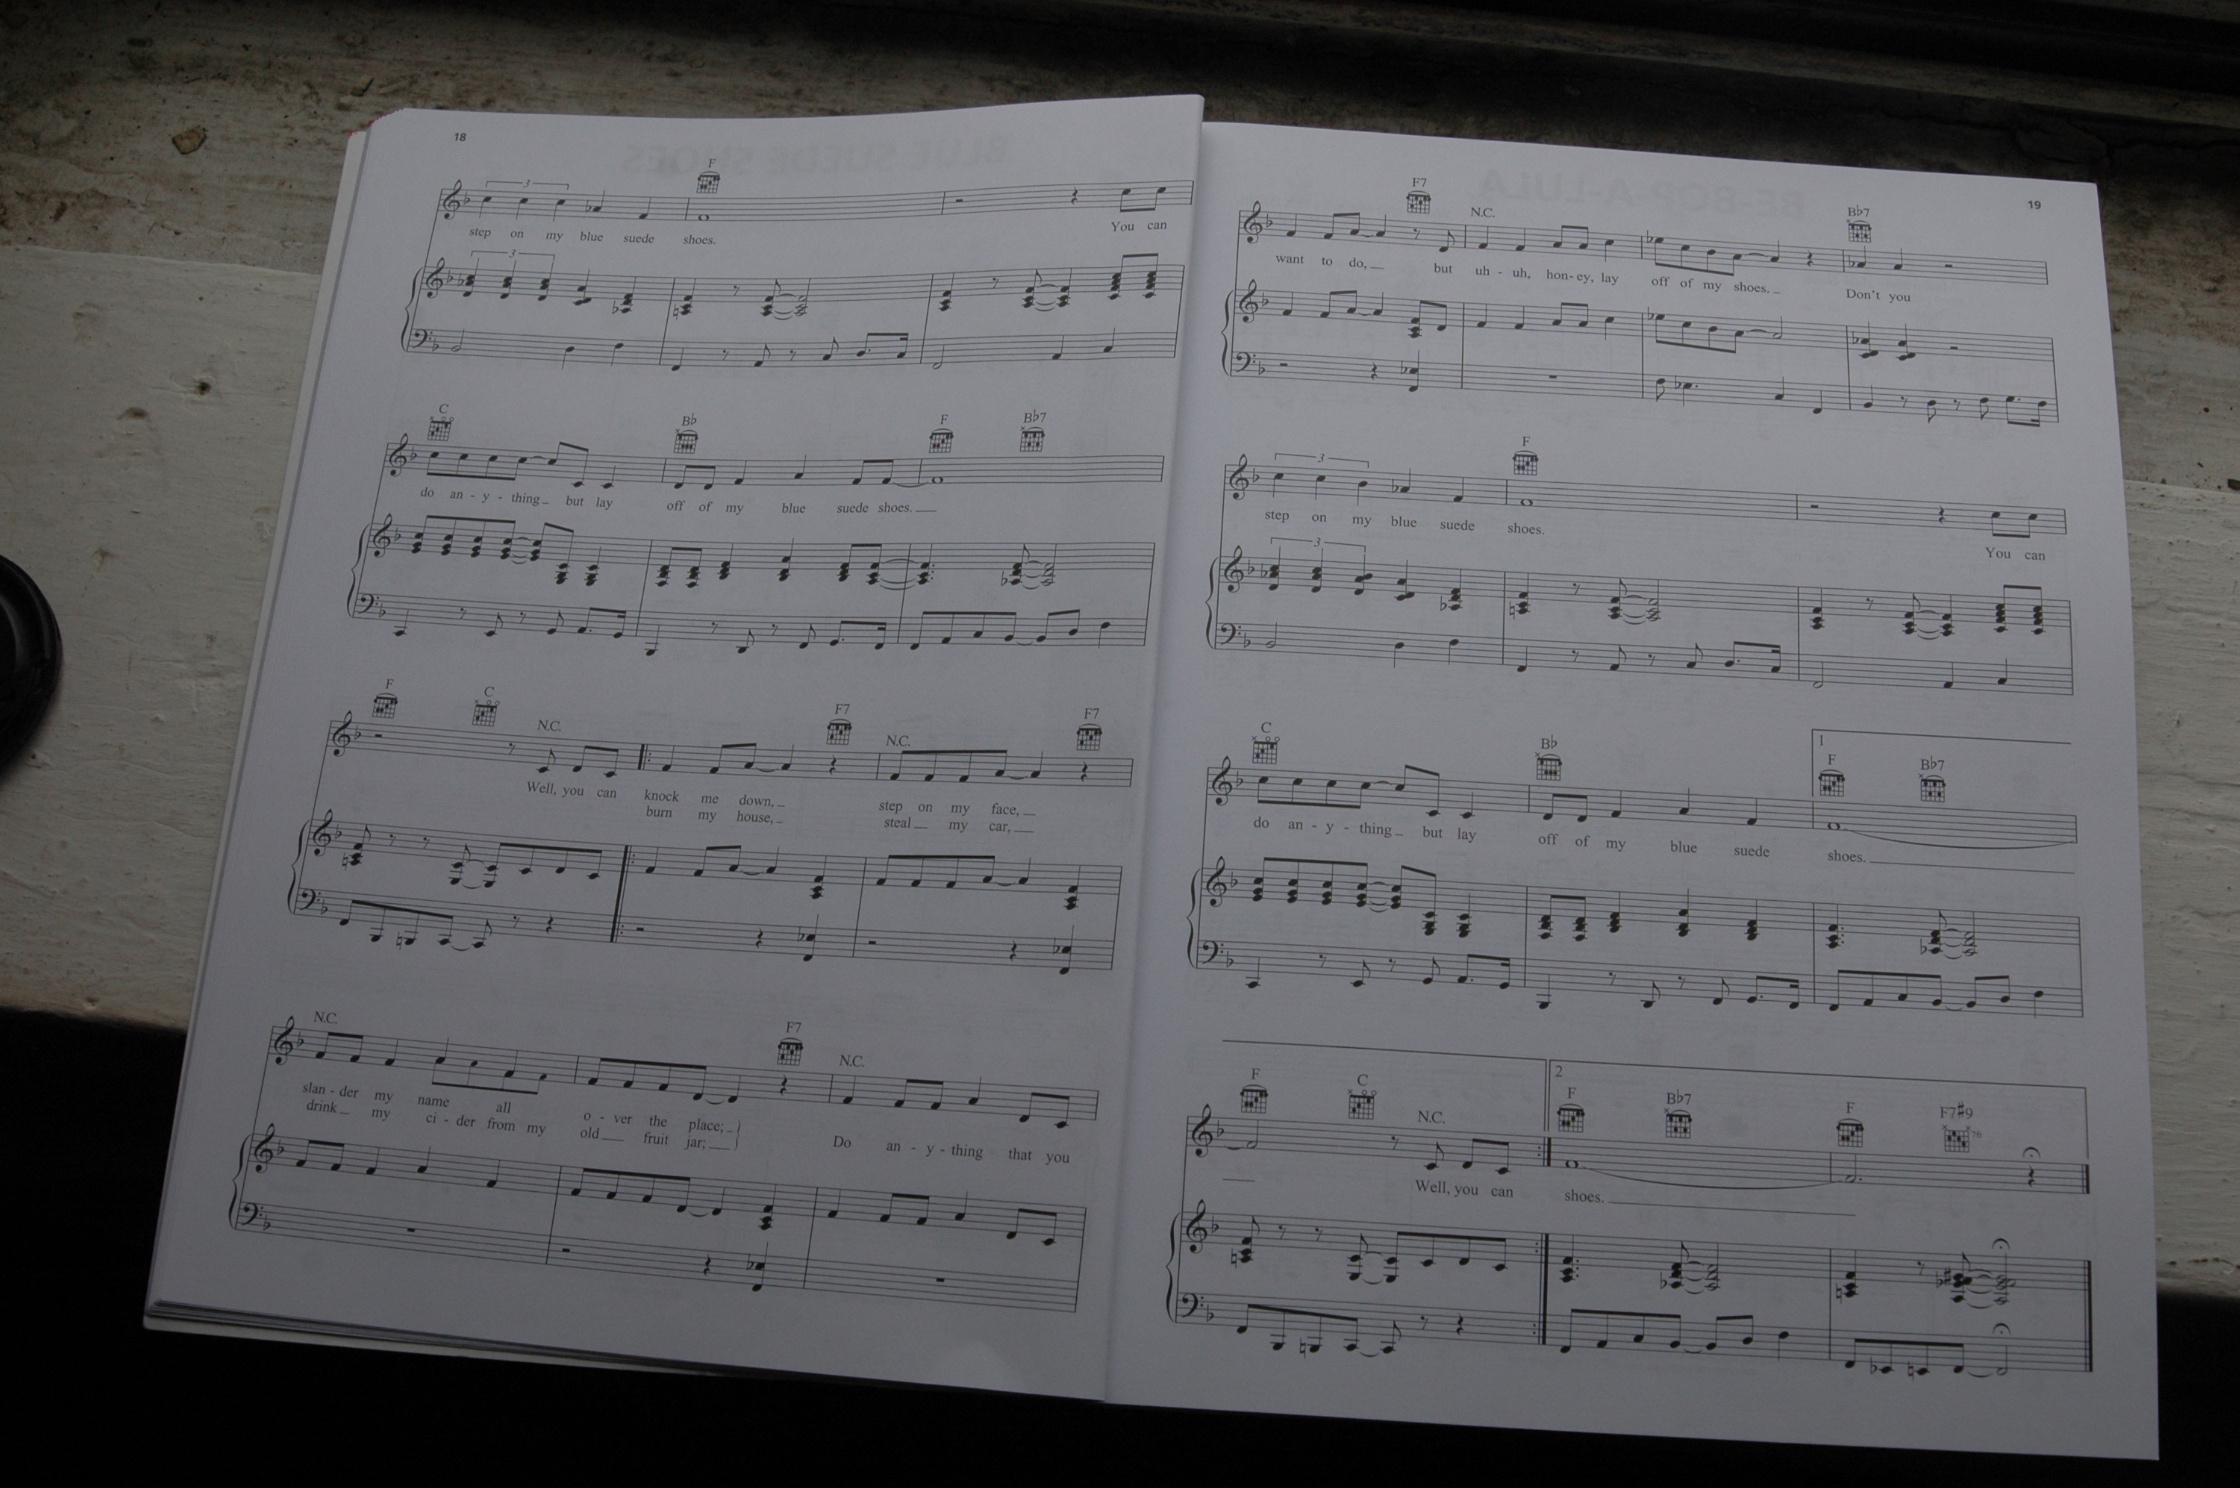 18
F
3
step on my blue suede shoes. You can
3
C Bb F Bb7
do an - y - thing but lay off of my blue suede shoes.
F C N.C. F7 N.C. F7
Well, you can knock me down, step on my face,
burn my house, steal my car,
N.C. F7 N.C.
slan - der my name all o - ver the place; Do an - y - thing that you
drink my ci - der from my old fruit jar;
19
F7 N.C. Bb7
want to do, but uh - uh, hon - ey, lay off of my shoes. Don't you
F
3
step on my blue suede shoes. You can
3
C Bb 1 F Bb7
do an - y - thing but lay off of my blue suede shoes.
F C N.C. 2 F Bb7 F F7#9
Well, you can shoes.